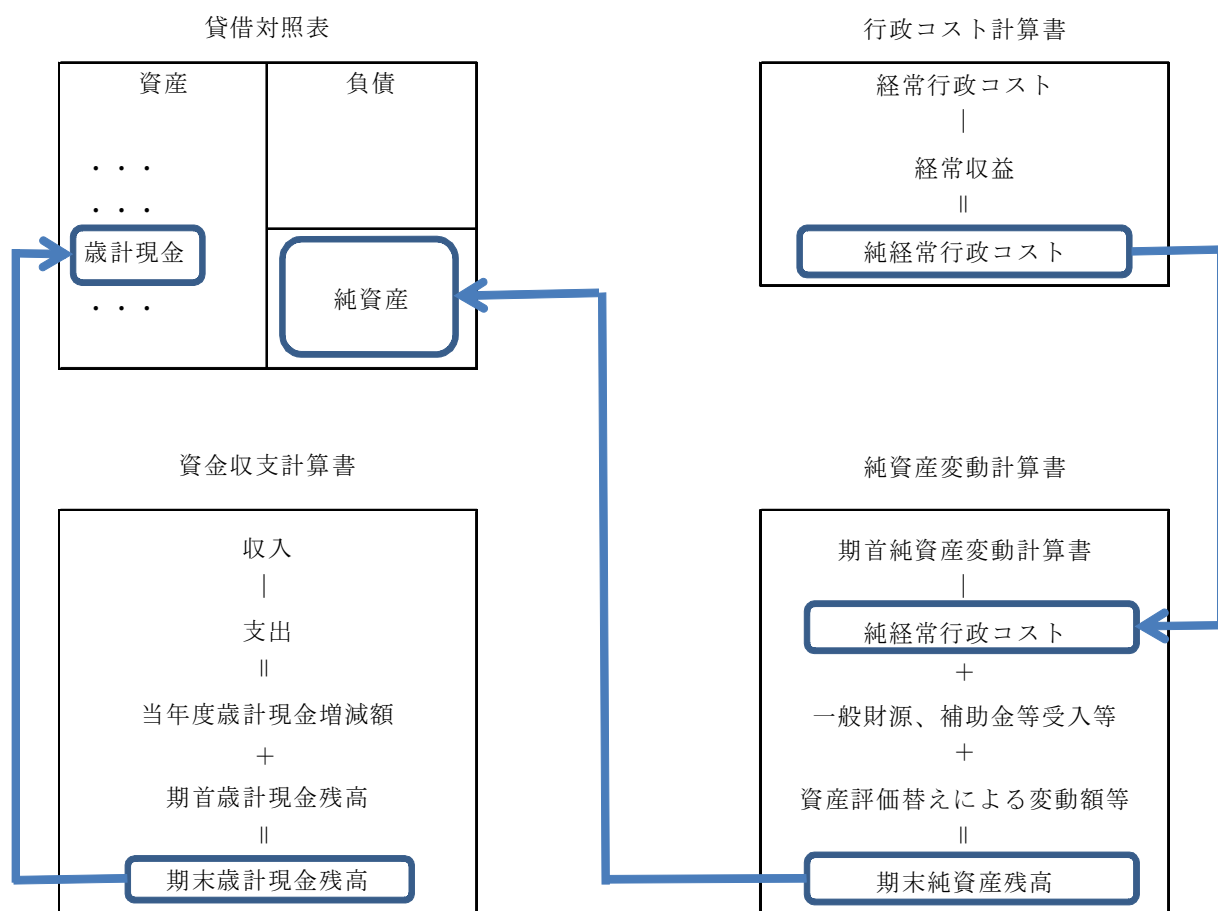 貸借対照表
資産
負債
・・・
・・・
歳計現金
・・・
純資産
行政コスト計算書
経常行政コスト
｜
経常収益
॥
純経常行政コスト
資金収支計算書
収入
｜
支出
॥
当年度歳計現金増減額
＋
期首歳計現金残高
॥
期末歳計現金残高
純資産変動計算書
期首純資産変動計算書
｜
純経常行政コスト
＋
一般財源、補助金等受入等
＋
資産評価替えによる変動額等
॥
期末純資産残高